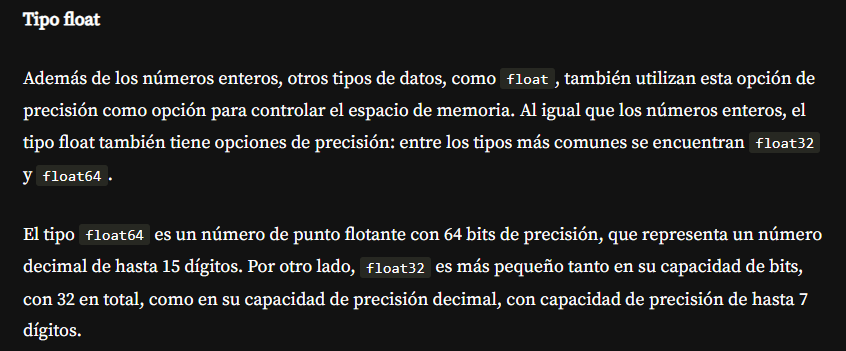 Tipo float
Además de los números enteros, otros tipos de datos, como float, también utilizan esta opción de
precisión como opción para controlar el espacio de memoria. Al igual que los números enteros, el
tipo float también tiene opciones de precisión: entre los tipos más comunes se encuentran float32
y float64.
El tipo float64 es un número de punto flotante con 64 bits de precisión, que representa un número
decimal de hasta 15 dígitos. Por otro lado, float32 es más pequeño tanto en su capacidad de bits,
con 32 en total, como en su capacidad de precisión decimal, con capacidad de precisión de hasta 7
dígitos.